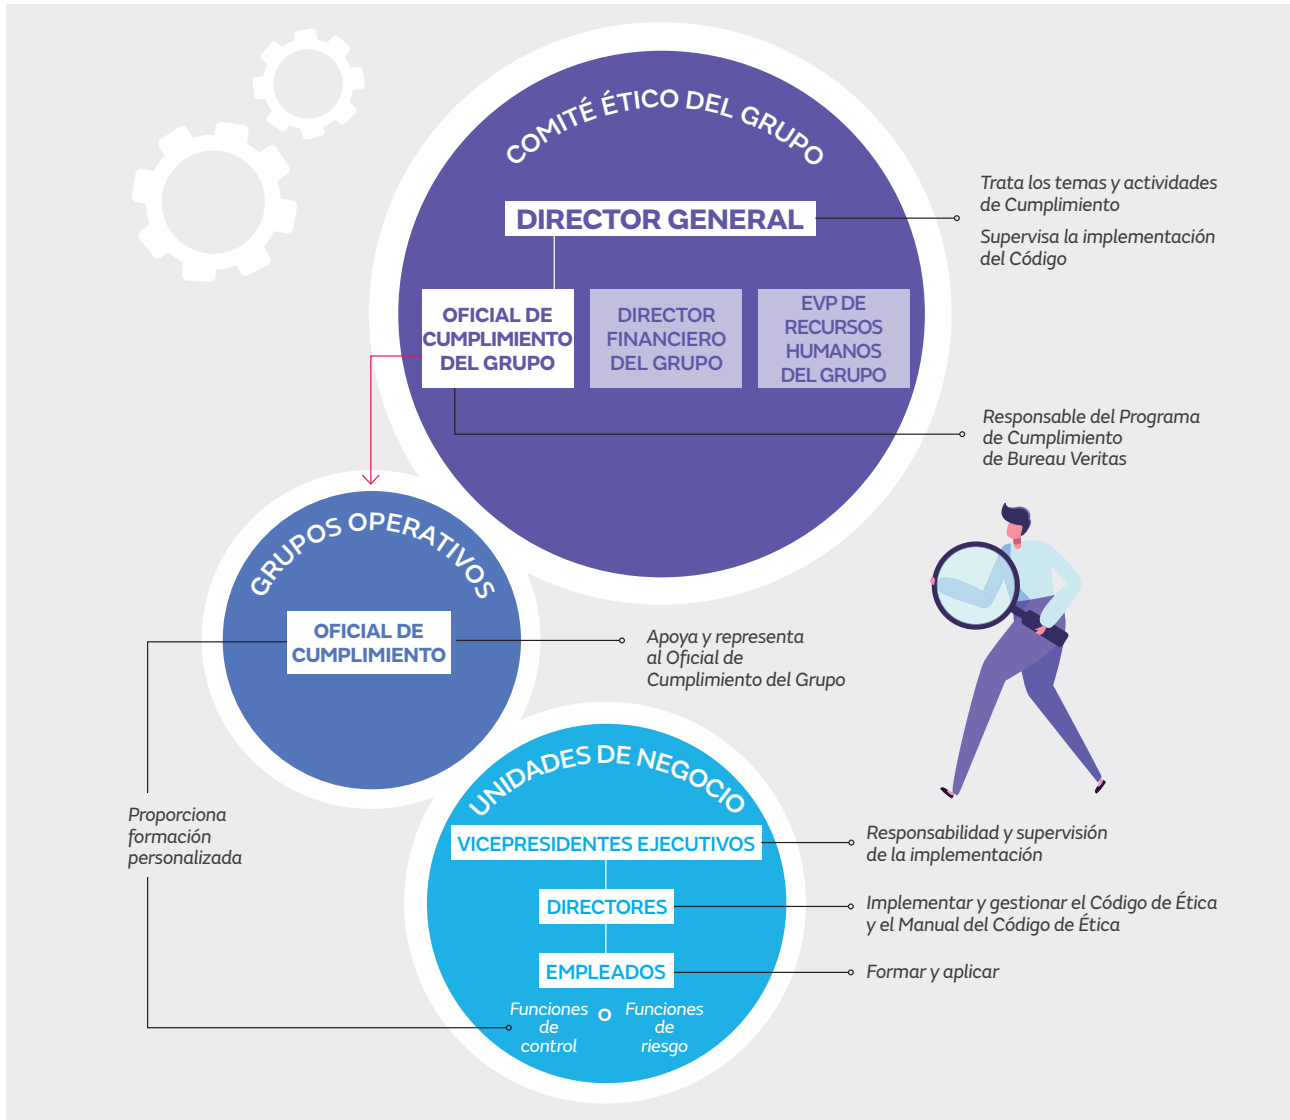 COMITÉ ÉTICO DEL GRUPO
DIRECTOR GENERAL
Trata los temas y actividades
de Cumplimiento
Supervisa la implementación
del Código
OFICIAL DE
CUMPLIMIENTO
DEL GRUPO
DIRECTOR
FINANCIERO
DEL GRUPO
EVP DE
RECURSOS
HUMANOS
DEL GRUPO
Responsable del Programa
de Cumplimiento
de Bureau Veritas
GRUPOS OPERATIVOS
OFICIAL DE
CUMPLIMIENTO
Apoya y representa
al Oficial de
Cumplimiento del Grupo
Proporciona
formación
personalizada
UNIDADES DE NEGOCIO
VICEPRESIDENTES EJECUTIVOS
Responsabilidad y supervisión
de la implementación
DIRECTORES
Implementar y gestionar el Código de Ética
y el Manual del Código de Ética
EMPLEADOS
Formar y aplicar
Funciones
de
control
O
Funciones
de
riesgo